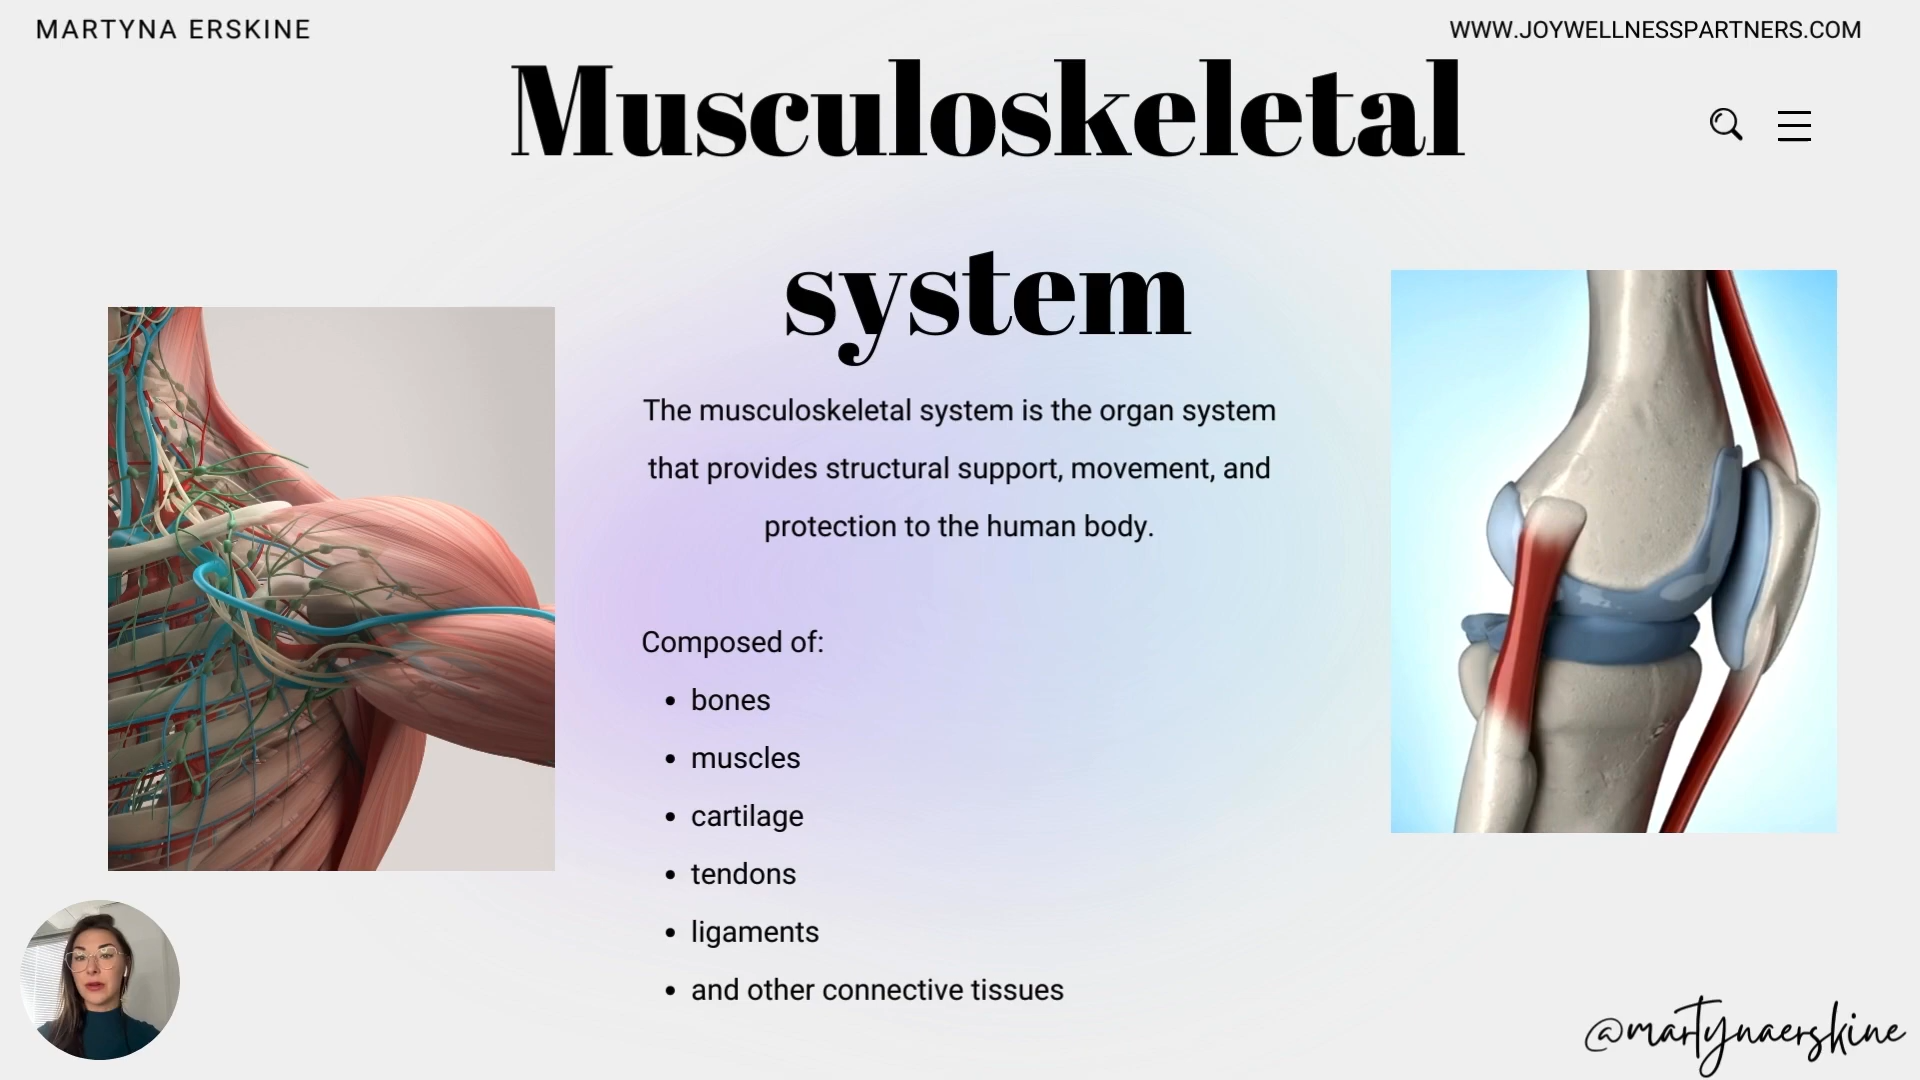 MARTYNA ERSKINE
WWW.JOYWELLNESSPARTNERS.COM
Musculoskeletal
system
The musculoskeletal system is the organ system
that provides structural support, movement, and
protection to the human body.
Composed of:
• bones
• muscles
• cartilage
• tendons
• ligaments
• and other connective tissues
@martynaerskine